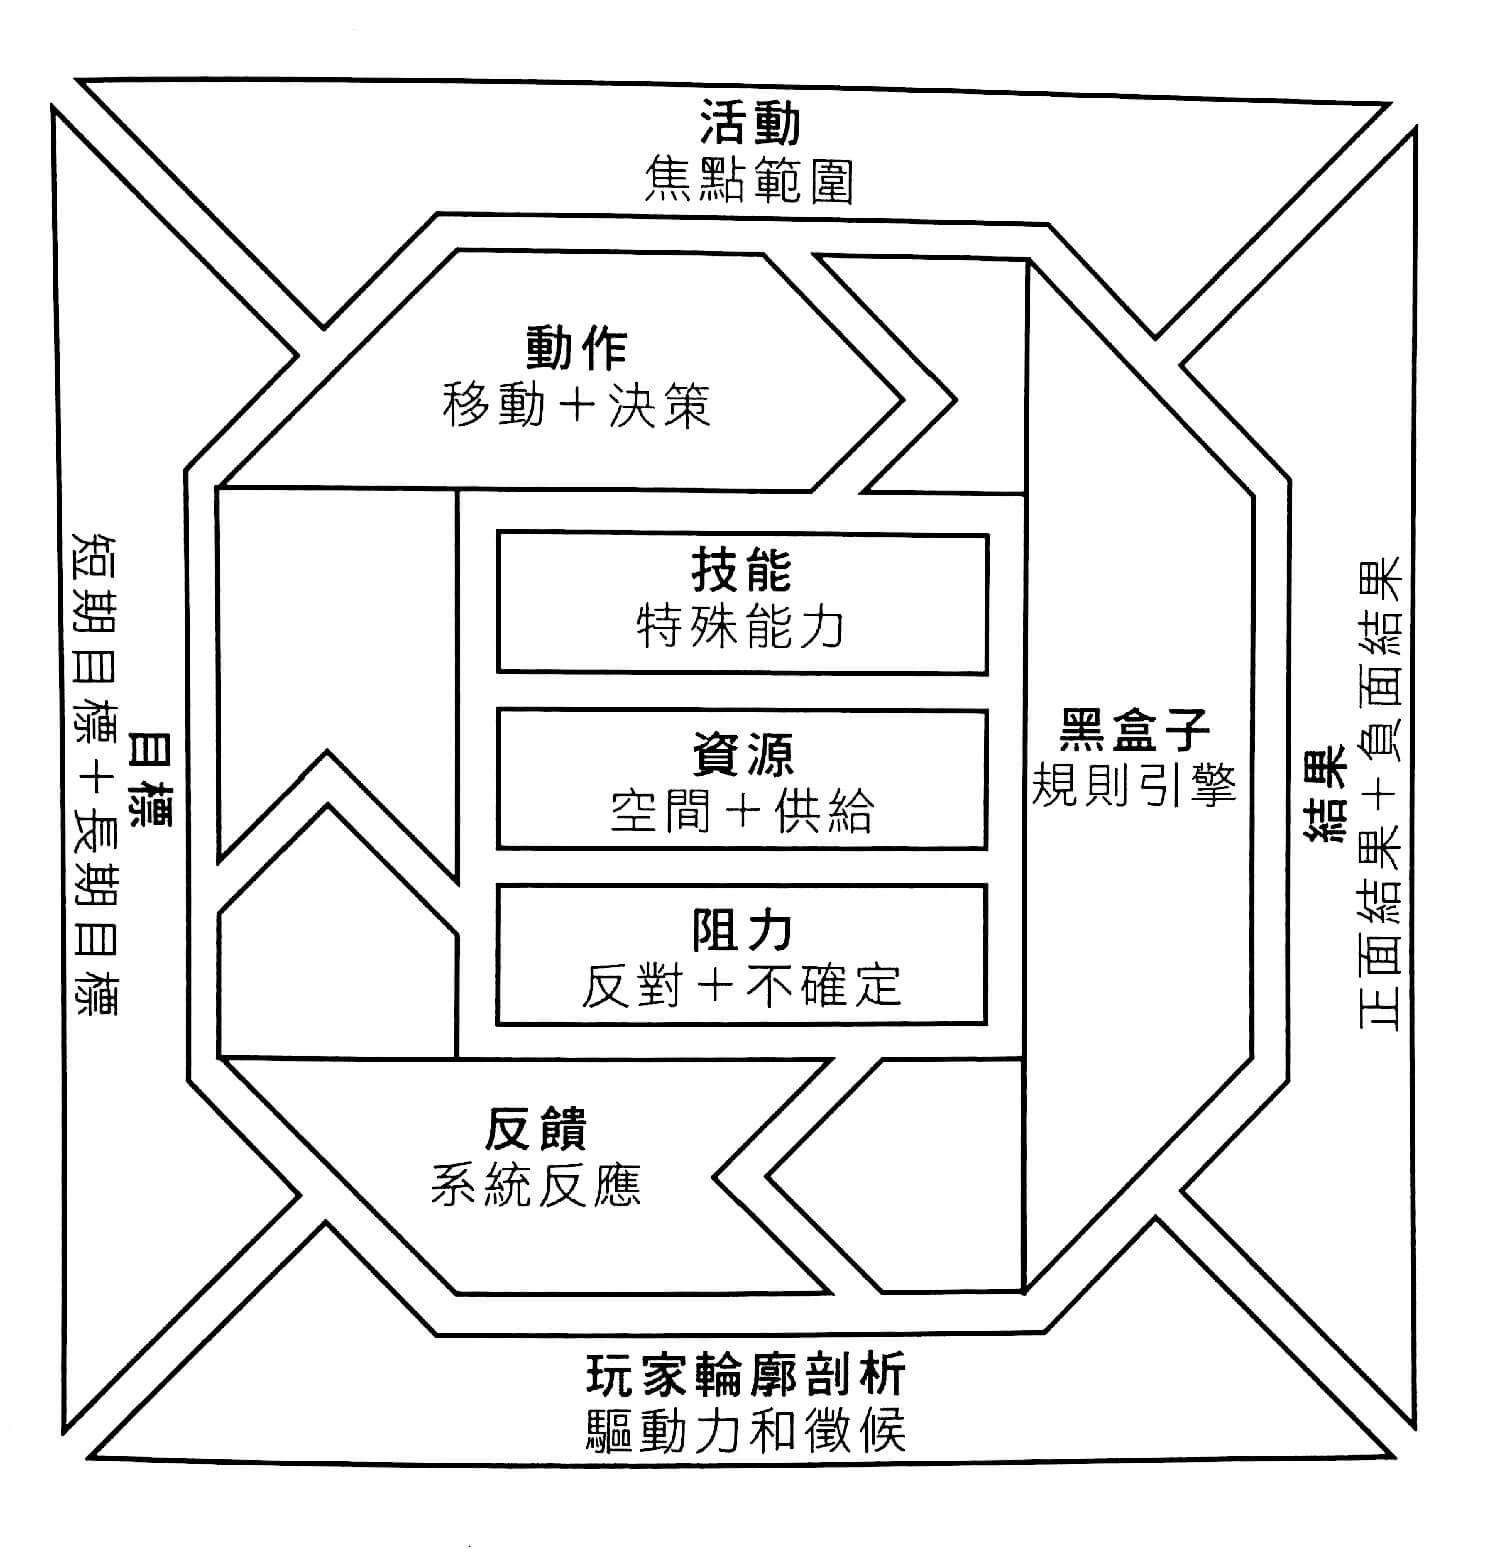 活動
焦點範圍
動作
移動＋決策
技能
特殊能力
資源
空間＋供給
阻力
反對＋不確定
黑盒子
規則引擎
反饋
系統反應
目標
短期目標＋長期目標
結果
正面結果＋負面結果
玩家輪廓剖析
驅動力和徵候